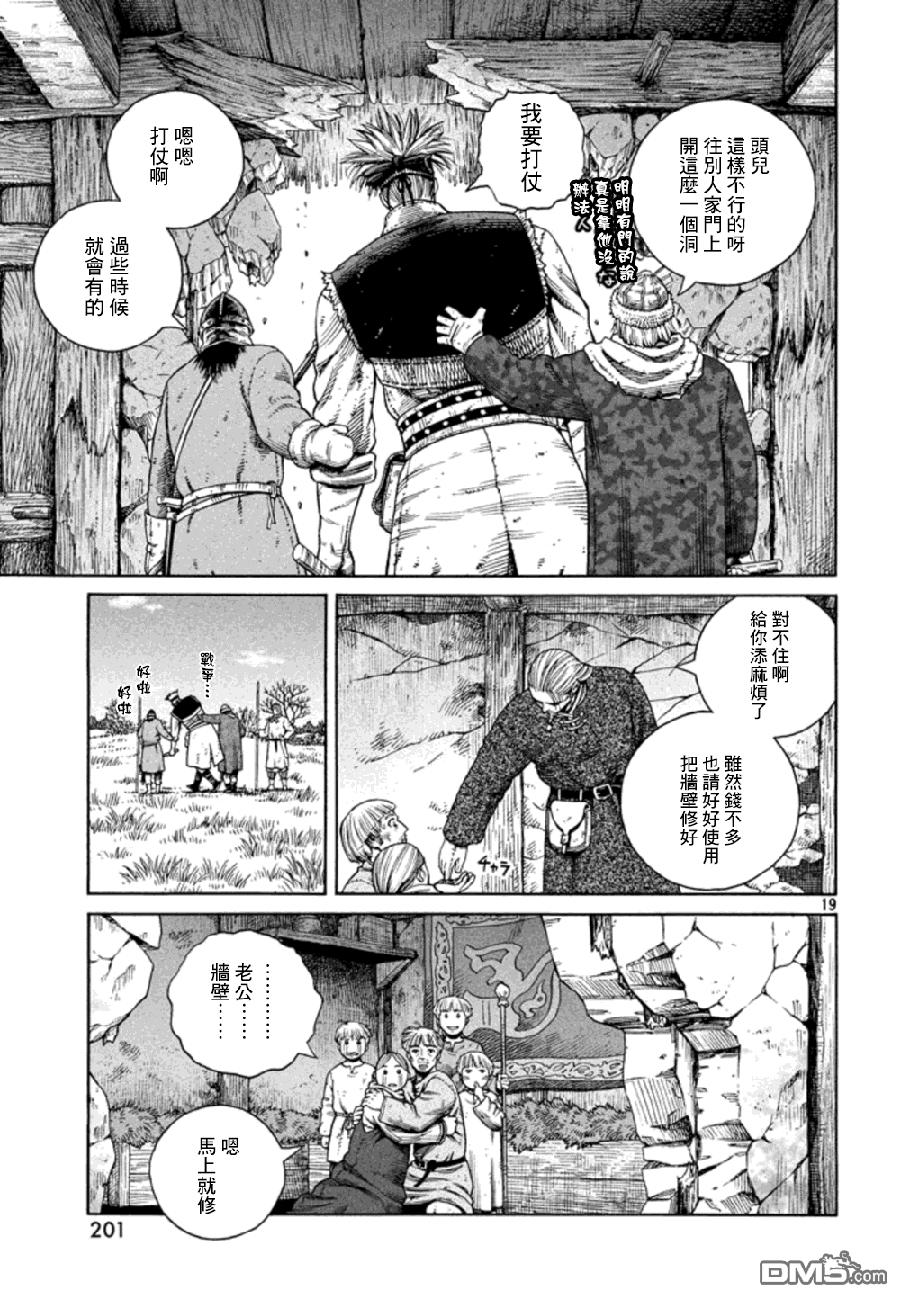 頭兒
這樣不行的呀
往別人家門上
開這麼一個洞
明明有門的說
真是拿他沒
辦法
我要打仗
嗯嗯
打仗啊
過些時候
就會有的
對不住啊
給你添麻煩了
雖然錢不多
也請好好使用
把牆壁修好
チャラ
戰爭…
好啦
好啦
19
…………
老公……
牆壁……
嗯
馬上就修
201
DM5.com